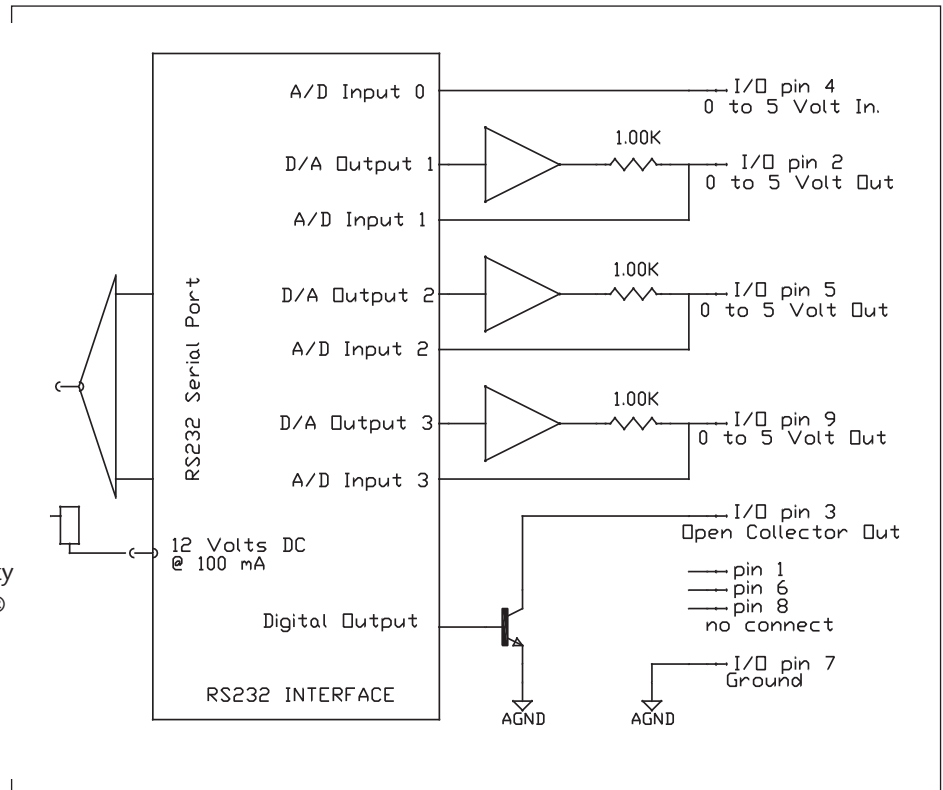 A/D Input 0
I/O pin 4
0 to 5 Volt In.
1.00K
D/A Output 1
I/O pin 2
0 to 5 Volt Out
A/D Input 1
1.00K
D/A Output 2
I/O pin 5
0 to 5 Volt Out
A/D Input 2
RS232 Serial Port
1.00K
D/A Output 3
I/O pin 9
0 to 5 Volt Out
A/D Input 3
I/O pin 3
Open Collector Out
12 Volts DC
@ 100 mA
pin 1
pin 6
pin 8
no connect
Digital Output
I/O pin 7
Ground
RS232 INTERFACE
AGND
AGND